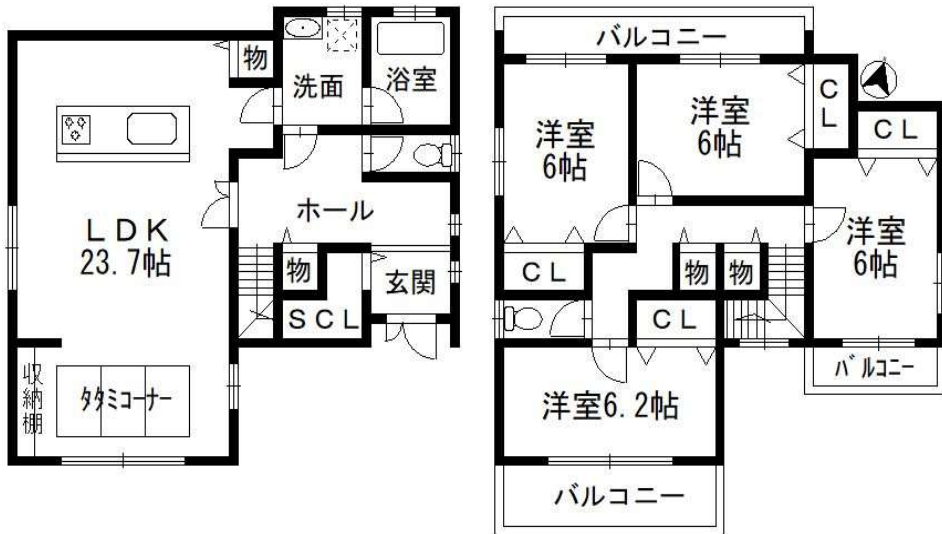 物
洗面
浴室
ホール
LDK
23.7帖
物
玄関
SCL
収納棚
タタミコーナー
バルコニー
洋室
6帖
洋室
6帖
CL
CL
洋室
6帖
CL
物
物
CL
バルコニー
洋室6.2帖
バルコニー